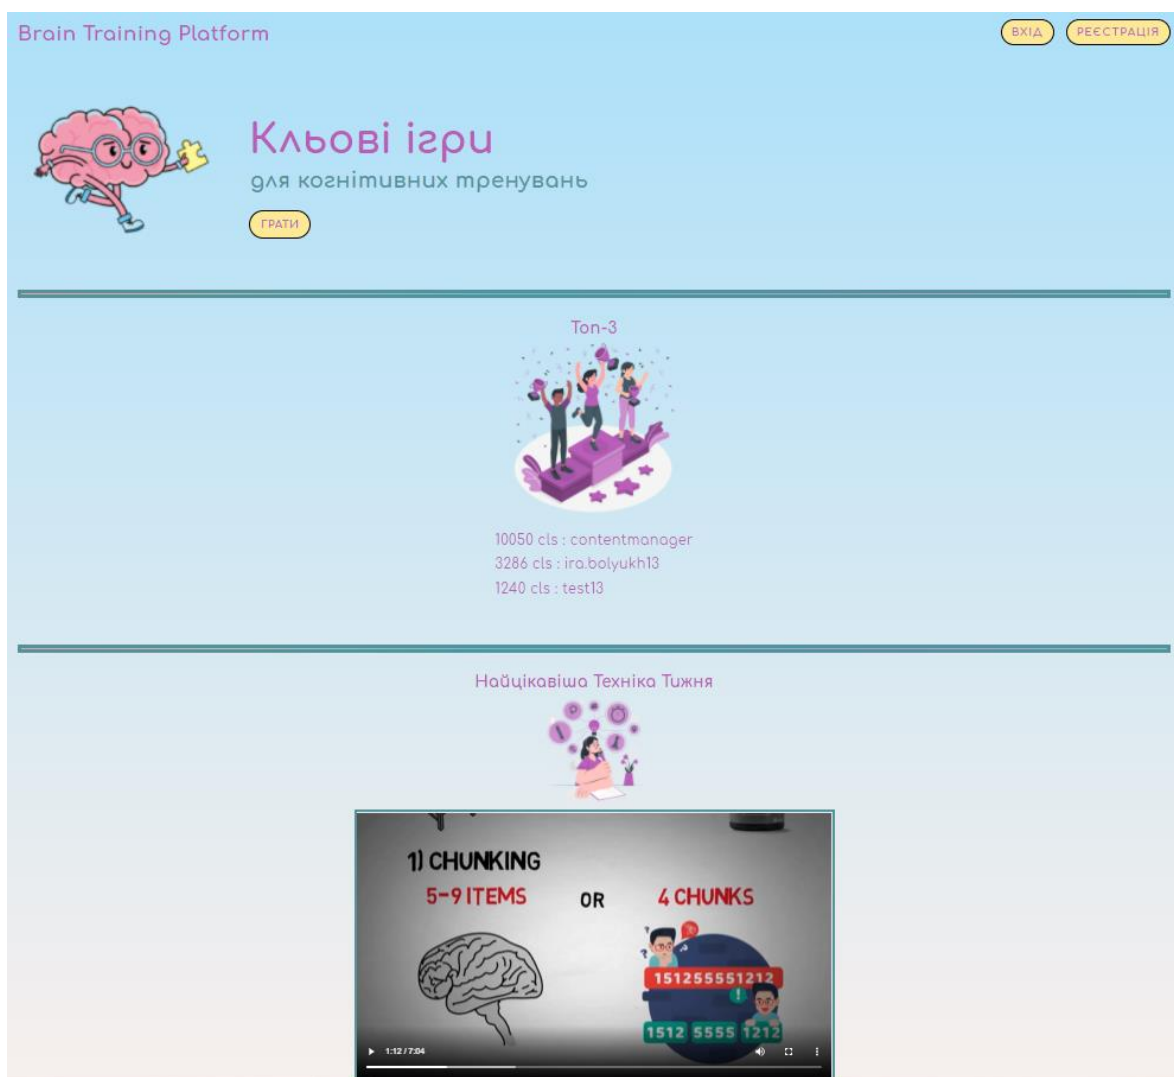 Brain Training Platform
ВХІД
РЕЄСТРАЦІЯ
Кльові ігри
для когнітивних тренувань
ГРАТИ
Топ-3
10050 cls : contentmanager
3286 cls : ira.bolyukh13
1240 cls : test13
Найцікавіша Техніка Тижня
1) CHUNKING
5-9 ITEMS OR 4 CHUNKS
151255551212
1512 5555 1212
1:12 / 7:04